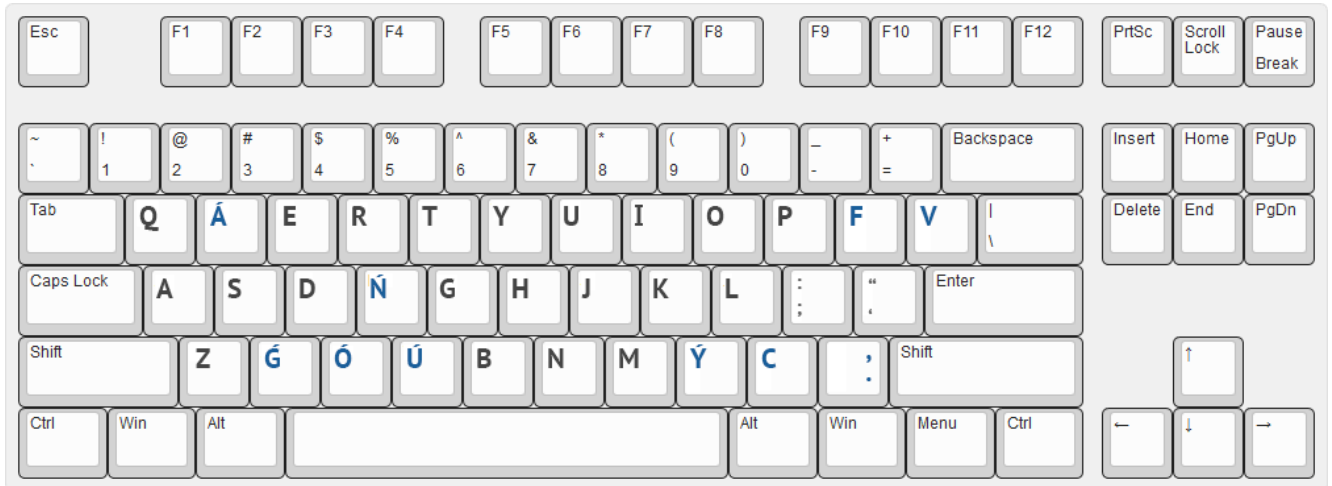 Esc F1 F2 F3 F4 F5 F6 F7 F8 F9 F10 F11 F12 PrtSc Scroll Lock Pause Break
~ ` ! 1 @ 2 # 3 $ 4 % 5 ^ 6 & 7 * 8 ( 9 ) 0 _ - + = Backspace Insert Home PgUp
Tab Q Á E R T Y U I O P F V | \ Delete End PgDn
Caps Lock A S D Ń G H J K L : ; “ ‘ Enter
Shift Z Ǵ Ó Ú B N M Ý C , . Shift ↑
Ctrl Win Alt Alt Win Menu Ctrl ← ↓ →